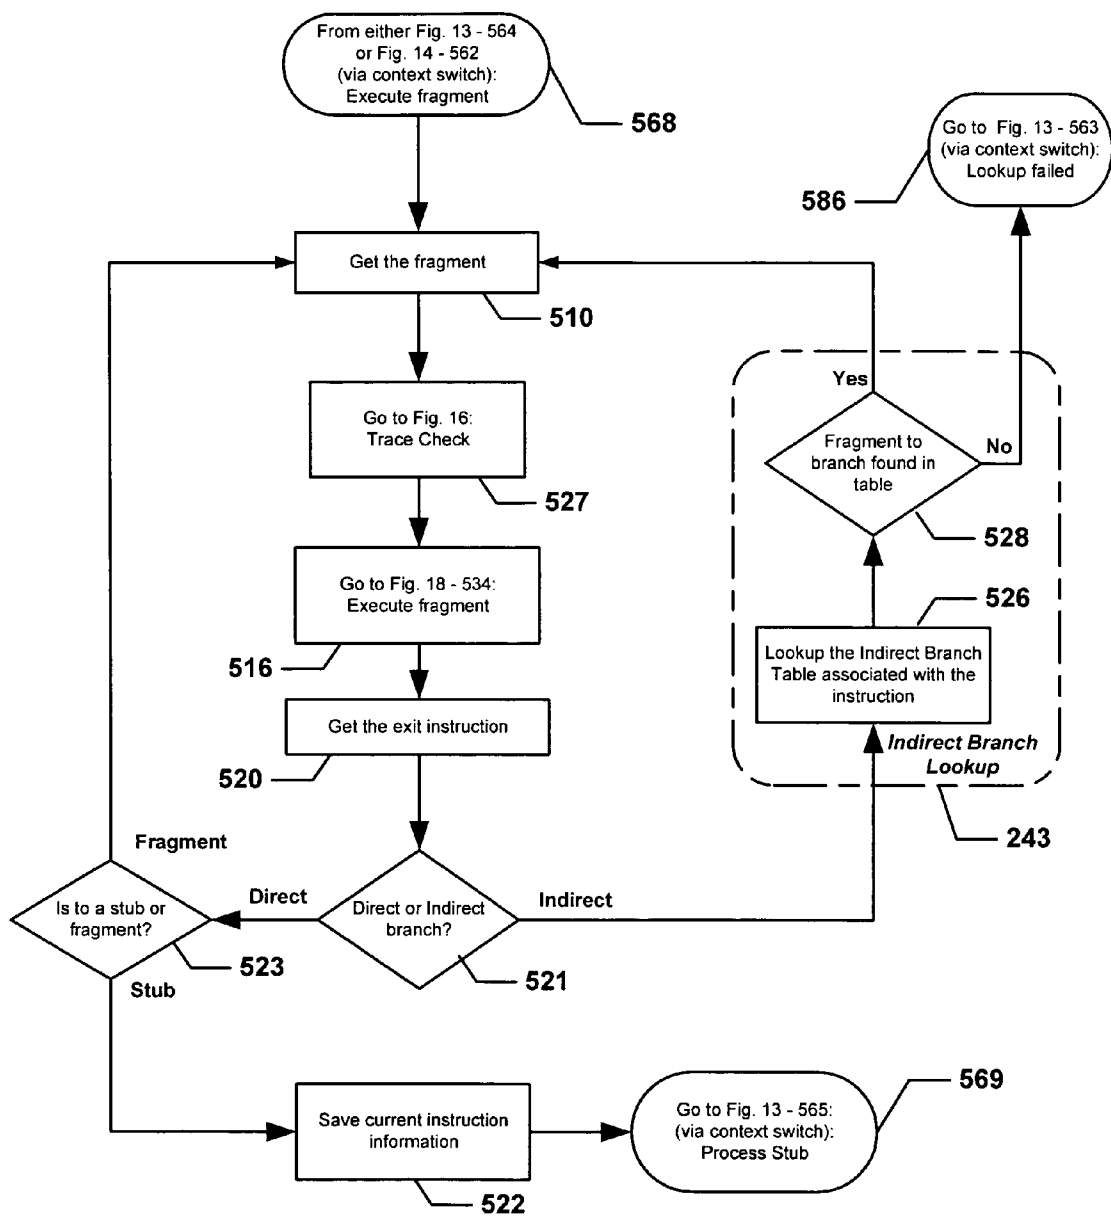 From either Fig. 13 - 564
or Fig. 14 - 562
(via context switch):
Execute fragment
568
Go to Fig. 13 - 563
(via context switch):
Lookup failed
586
Get the fragment
510
Go to Fig. 16:
Trace Check
527
Yes
Fragment to
branch found in
table
No
528
Go to Fig. 18 - 534:
Execute fragment
516
526
Lookup the Indirect Branch
Table associated with the
instruction
Get the exit instruction
520
Indirect Branch
Lookup
243
Fragment
Is to a stub or
fragment?
523
Direct
Direct or Indirect
branch?
521
Indirect
Stub
Save current instruction
information
522
Go to Fig. 13 - 565:
(via context switch):
Process Stub
569